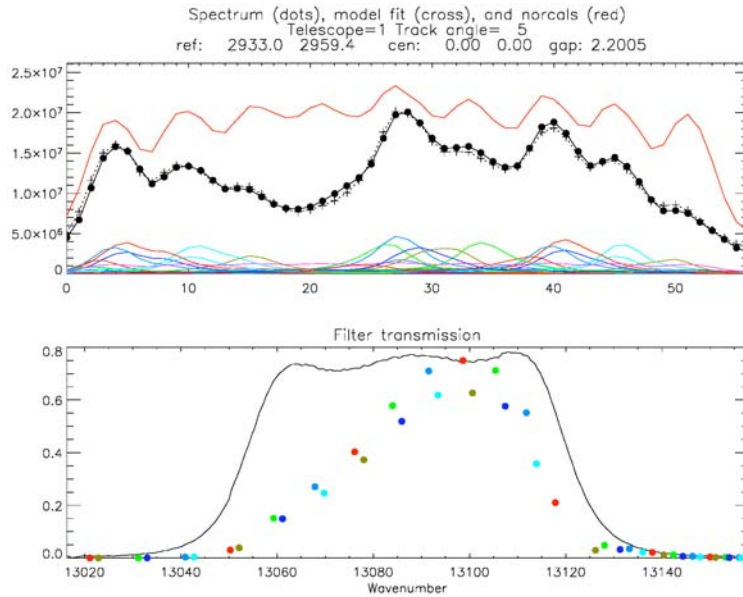 Spectrum (dots), model fit (cross), and norcals (red)
Telescope=1 Track angle= 5
ref: 2933.0 2959.4 cen: 0.00 0.00 gap: 2.2005
2.5×10⁷
2.0×10⁷
1.5×10⁷
1.0×10⁷
5.0×10⁶
0
0 10 20 30 40 50
Filter transmission
0.8
0.6
0.4
0.2
0.0
13020 13040 13060 13080 13100 13120 13140
Wavenumber